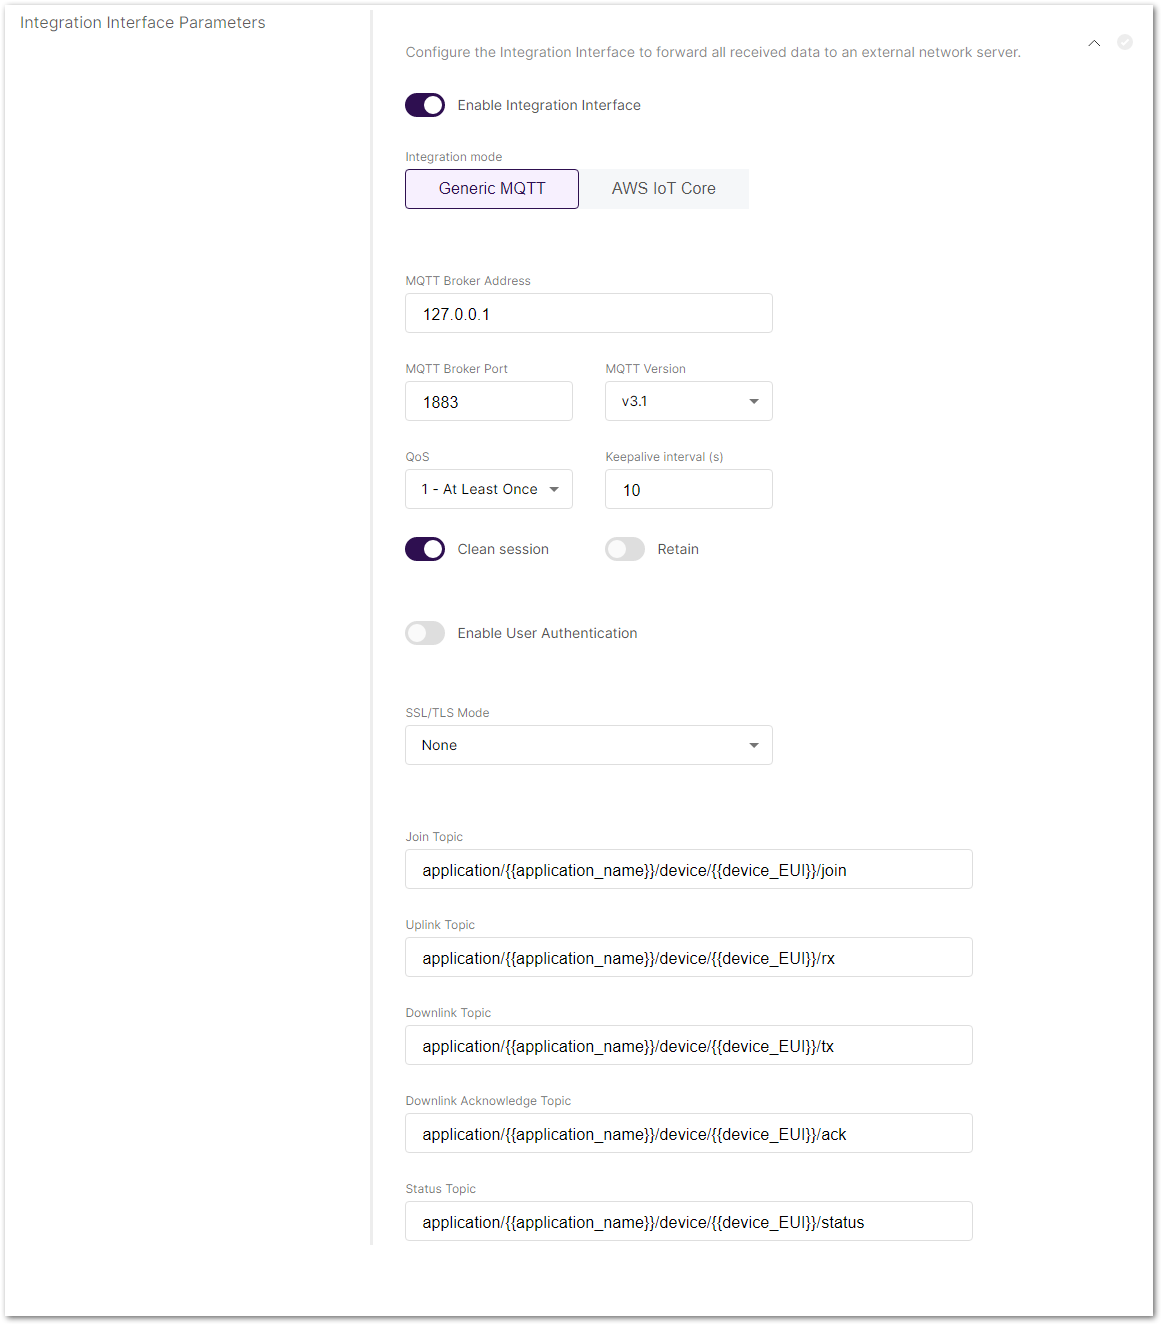 Integration Interface Parameters
Configure the Integration Interface to forward all received data to an external network server.
Enable Integration Interface
Integration mode
Generic MQTT AWS IoT Core
MQTT Broker Address
127.0.0.1
MQTT Broker Port MQTT Version
1883 v3.1
QoS Keepalive interval (s)
1 - At Least Once 10
Clean session Retain
Enable User Authentication
SSL/TLS Mode
None
Join Topic
application/{{application_name}}/device/{{device_EUI}}/join
Uplink Topic
application/{{application_name}}/device/{{device_EUI}}/rx
Downlink Topic
application/{{application_name}}/device/{{device_EUI}}/tx
Downlink Acknowledge Topic
application/{{application_name}}/device/{{device_EUI}}/ack
Status Topic
application/{{application_name}}/device/{{device_EUI}}/status